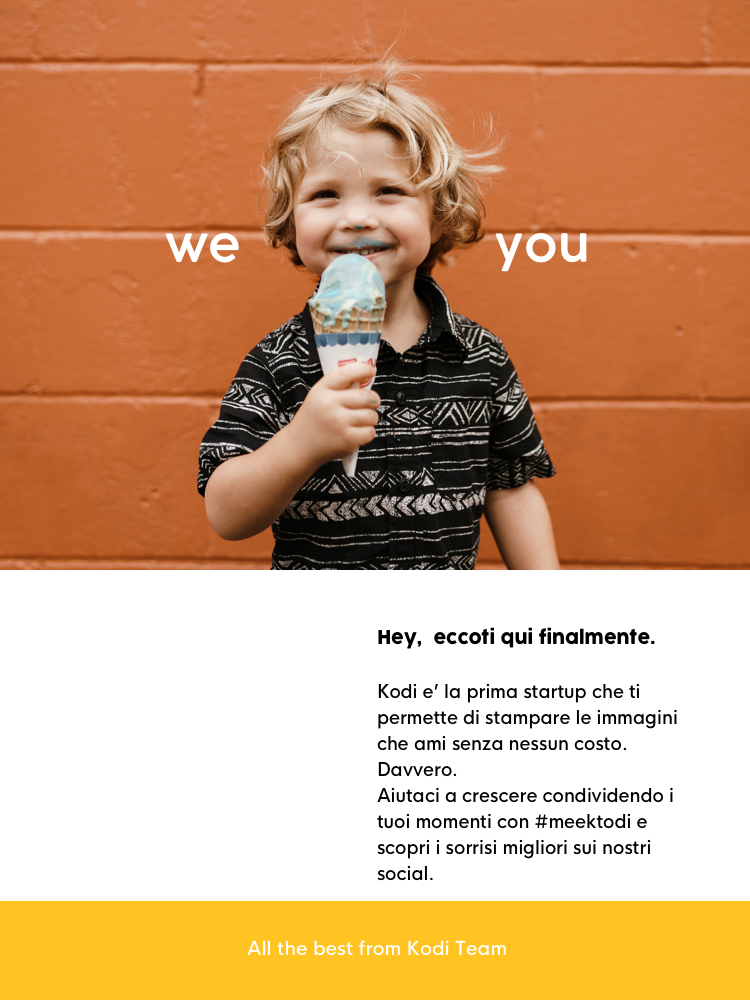 we you
Hey, eccoti qui finalmente.
Kodi e' la prima startup che ti
permette di stampare le immagini
che ami senza nessun costo.
Davvero.
Aiutaci a crescere condividendo i
tuoi momenti con #meektodi e
scopri i sorrisi migliori sui nostri
social.
All the best from Kodi Team